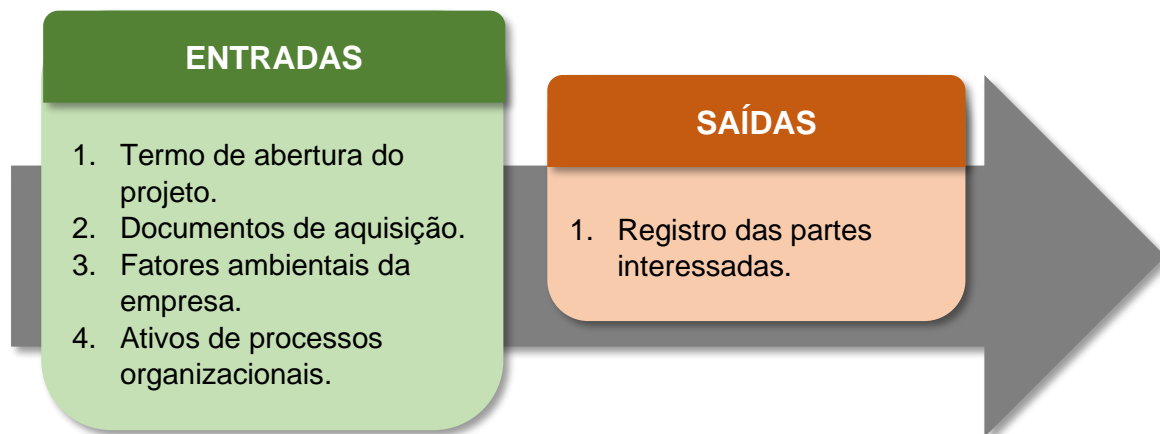 ENTRADAS
1. Termo de abertura do
projeto.
2. Documentos de aquisição.
3. Fatores ambientais da
empresa.
4. Ativos de processos
organizacionais.
SAÍDAS
1. Registro das partes
interessadas.